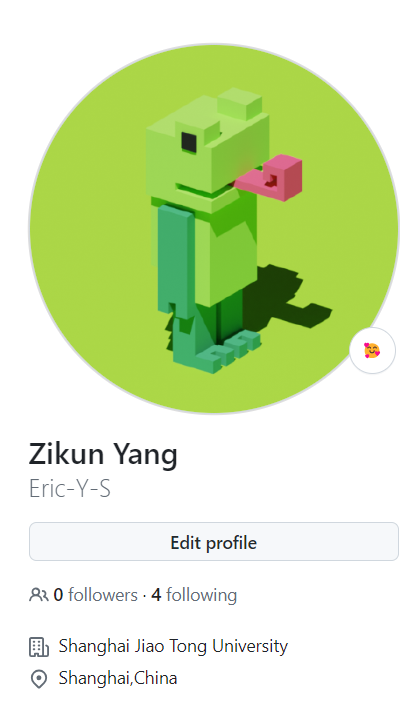 Zikun Yang
Eric-Y-S
Edit profile
0 followers · 4 following
Shanghai Jiao Tong University
Shanghai,China